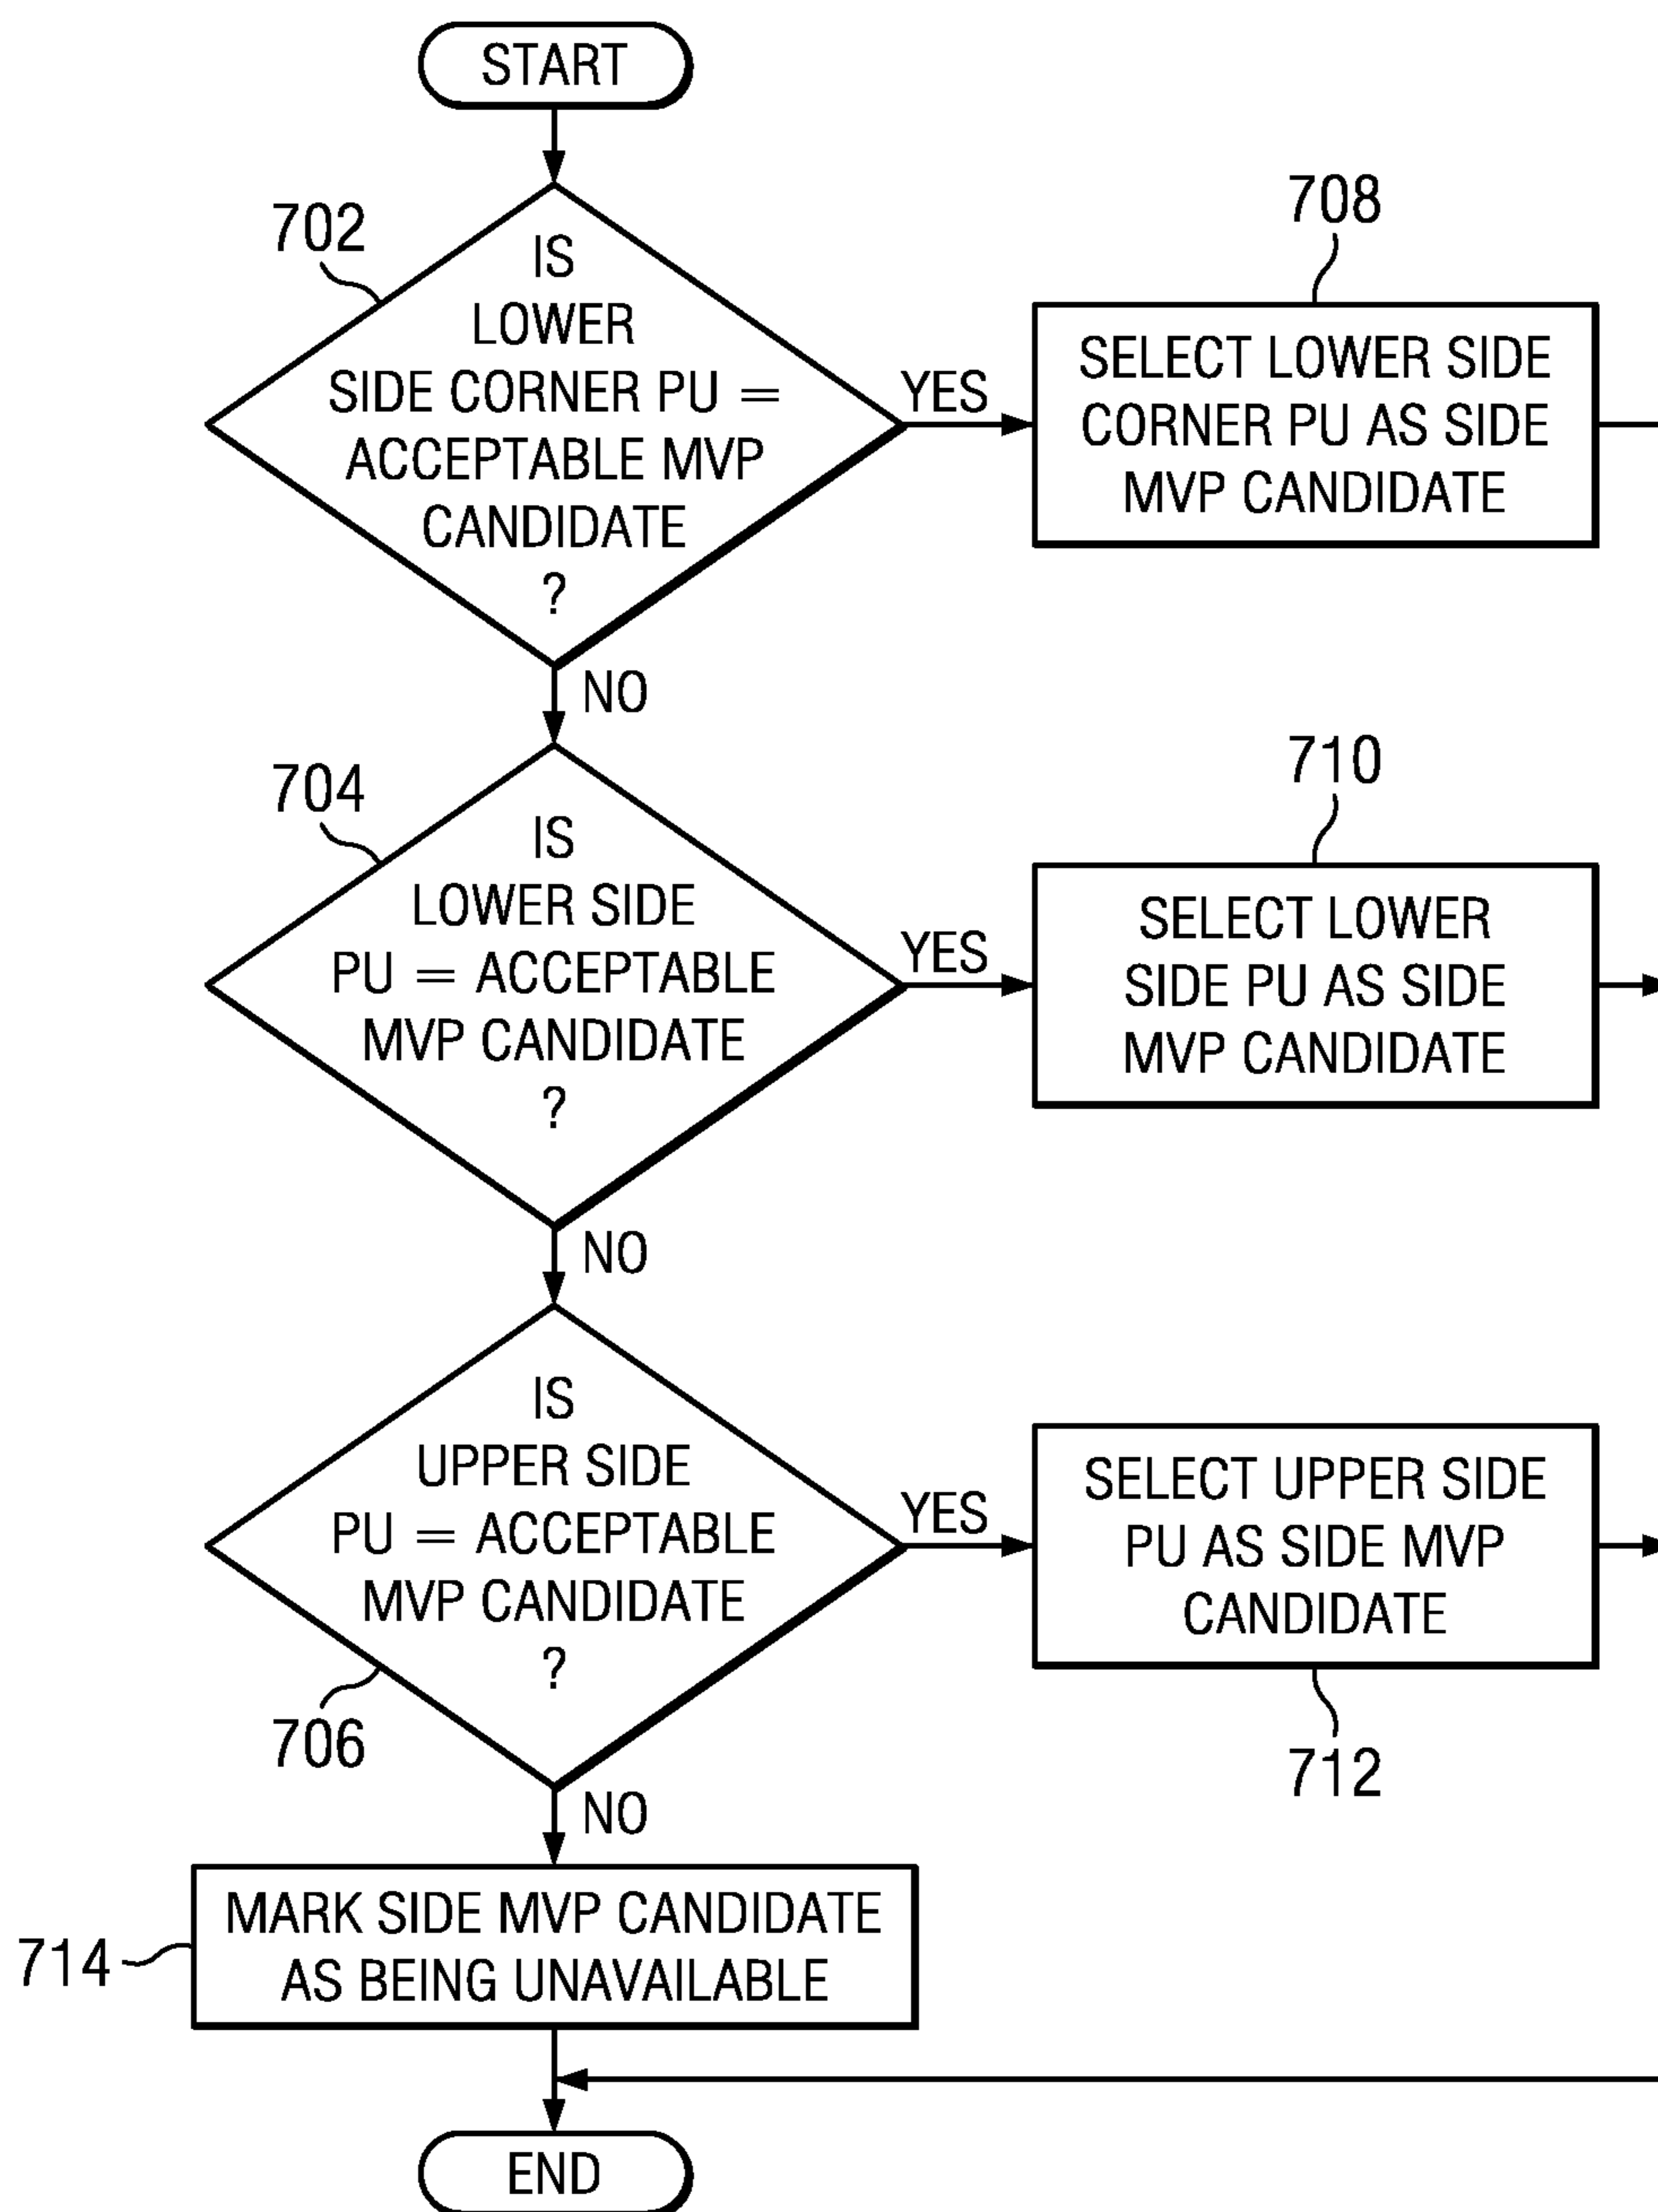 START
702
IS
LOWER
SIDE CORNER PU =
ACCEPTABLE MVP
CANDIDATE
?
YES
708
SELECT LOWER SIDE
CORNER PU AS SIDE
MVP CANDIDATE
NO
704
IS
LOWER SIDE
PU = ACCEPTABLE
MVP CANDIDATE
?
YES
710
SELECT LOWER
SIDE PU AS SIDE
MVP CANDIDATE
NO
IS
UPPER SIDE
PU = ACCEPTABLE
MVP CANDIDATE
?
706
YES
SELECT UPPER SIDE
PU AS SIDE MVP
CANDIDATE
712
NO
714
MARK SIDE MVP CANDIDATE
AS BEING UNAVAILABLE
END